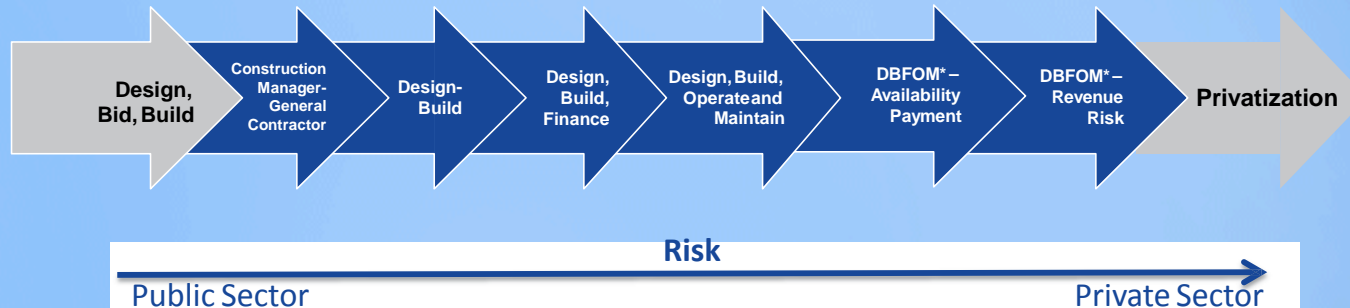 Design,
Bid, Build
Construction
Manager-
General
Contractor
Design-
Build
Design,
Build,
Finance
Design, Build,
Operate and
Maintain
DBFOM* –
Availability
Payment
DBFOM* –
Revenue
Risk
Privatization
Risk
Public Sector
Private Sector